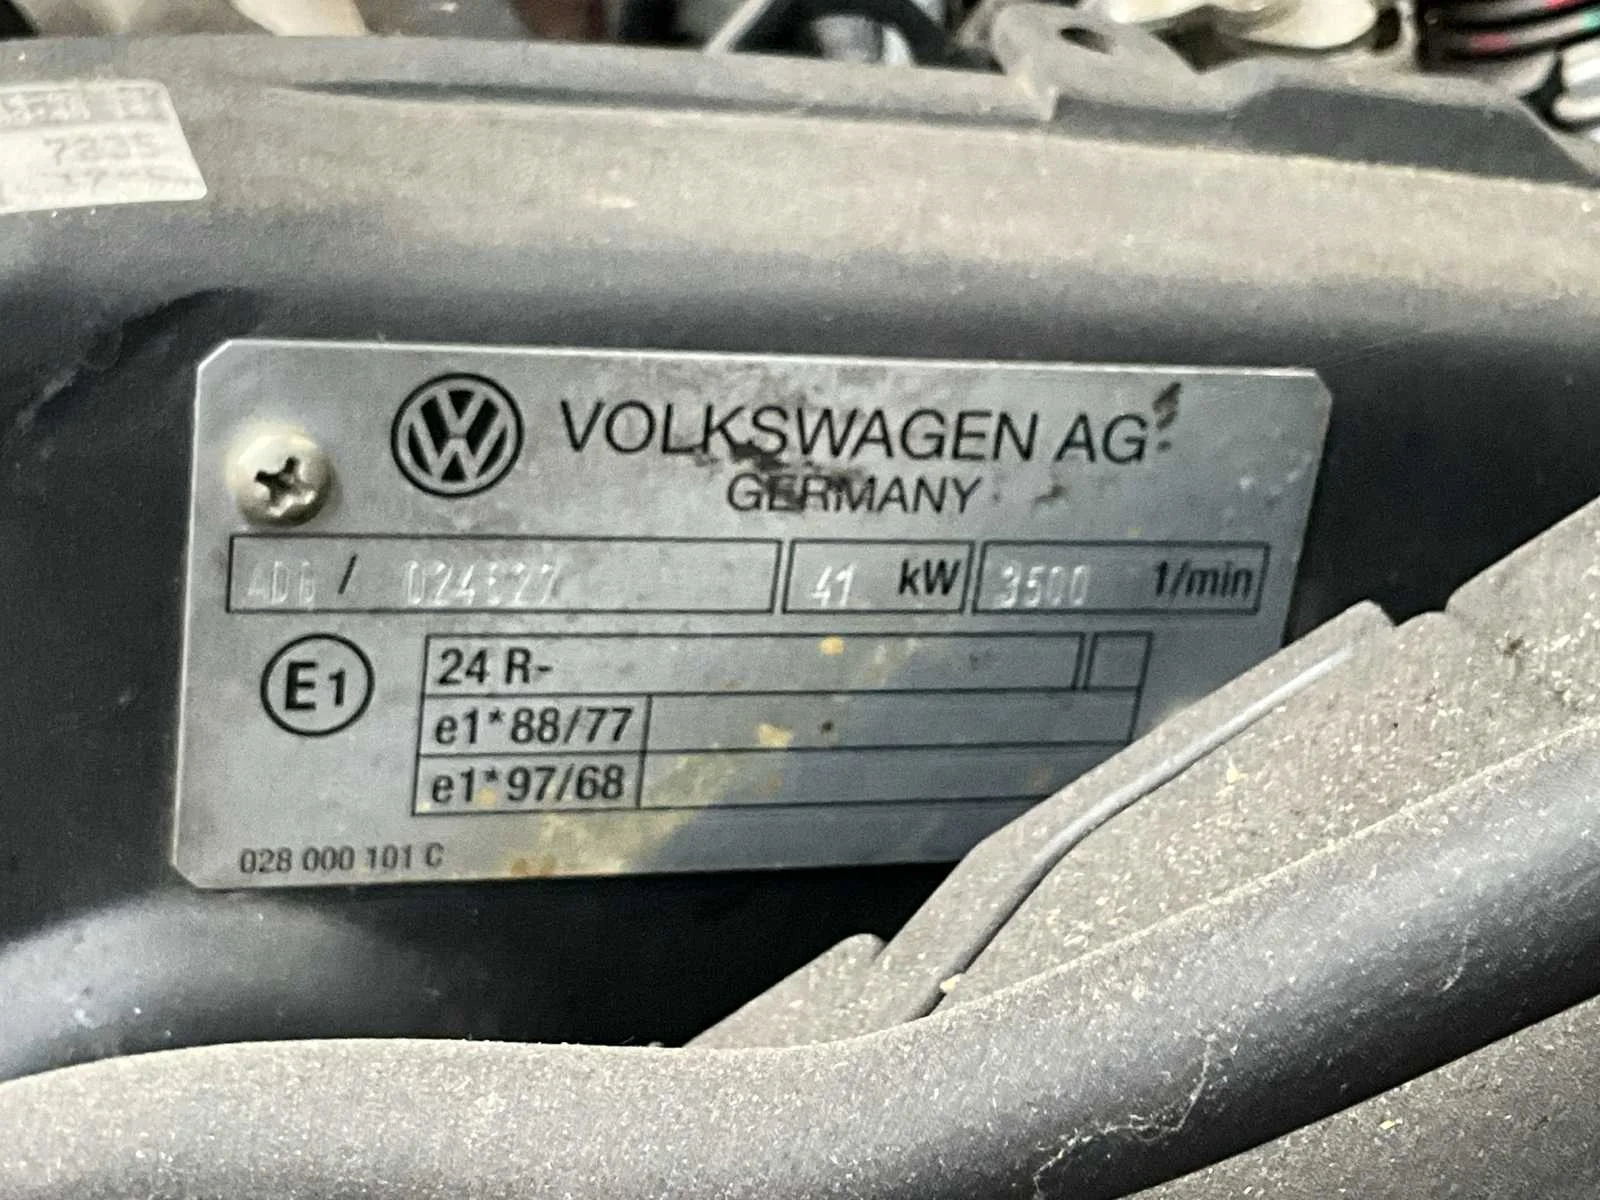 7235
VOLKSWAGEN AG
GERMANY
ADG / 024627 41 kW 3500 1/min
E1
24 R-
e1*88/77
e1*97/68
028 000 101 C